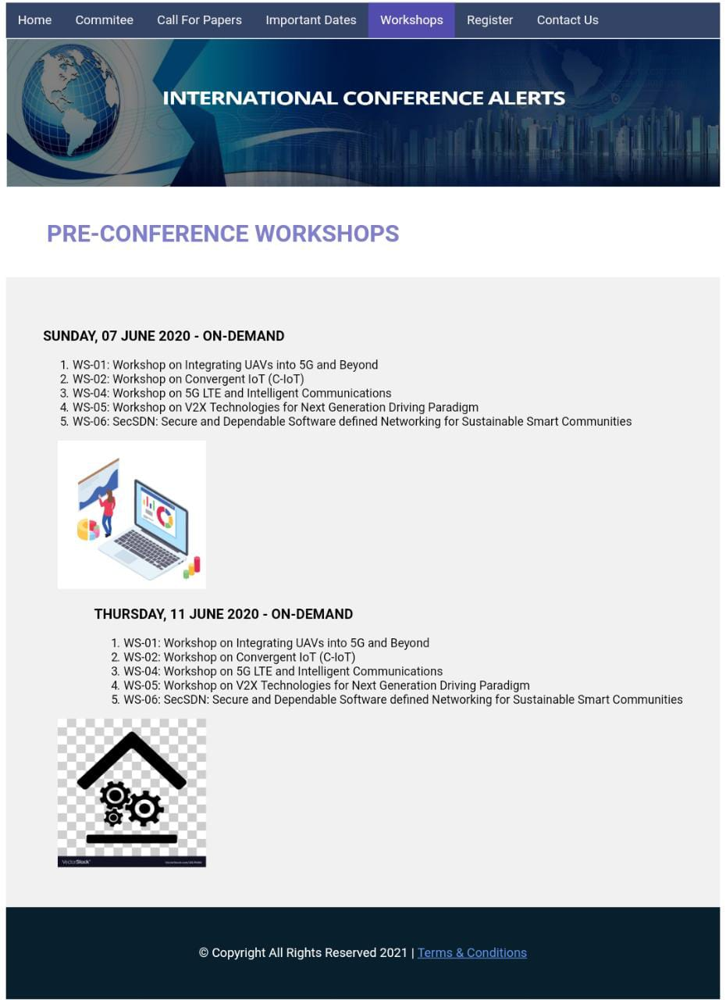 Home Commitee Call For Papers Important Dates Workshops Register Contact Us
INTERNATIONAL CONFERENCE ALERTS
PRE-CONFERENCE WORKSHOPS
SUNDAY, 07 JUNE 2020 - ON-DEMAND
1. WS-01: Workshop on Integrating UAVs into 5G and Beyond
2. WS-02: Workshop on Convergent IoT (C-IoT)
3. WS-04: Workshop on 5G LTE and Intelligent Communications
4. WS-05: Workshop on V2X Technologies for Next Generation Driving Paradigm
5. WS-06: SecSDN: Secure and Dependable Software defined Networking for Sustainable Smart Communities
THURSDAY, 11 JUNE 2020 - ON-DEMAND
1. WS-01: Workshop on Integrating UAVs into 5G and Beyond
2. WS-02: Workshop on Convergent IoT (C-IoT)
3. WS-04: Workshop on 5G LTE and Intelligent Communications
4. WS-05: Workshop on V2X Technologies for Next Generation Driving Paradigm
5. WS-06: SecSDN: Secure and Dependable Software defined Networking for Sustainable Smart Communities
VectorStock®
© Copyright All Rights Reserved 2021 | Terms & Conditions